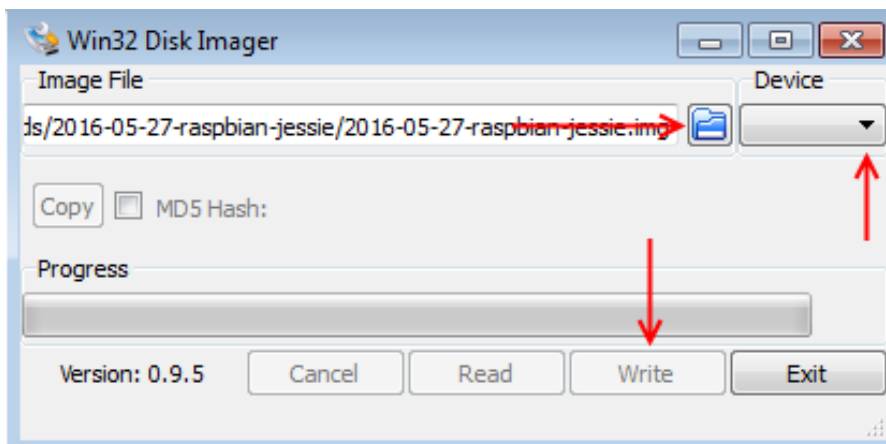 Win32 Disk Imager
Image File
Device
ds/2016-05-27-raspbian-jessie/2016-05-27-raspbian-jessie.img
Copy
MD5 Hash:
Progress
Version: 0.9.5
Cancel
Read
Write
Exit